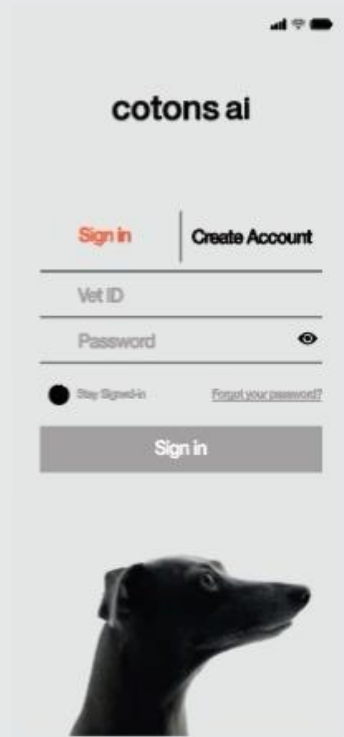 cotons ai
Sign in
Create Account
Vet ID
Password
Stay Signed-in
Forgot your password?
Sign in